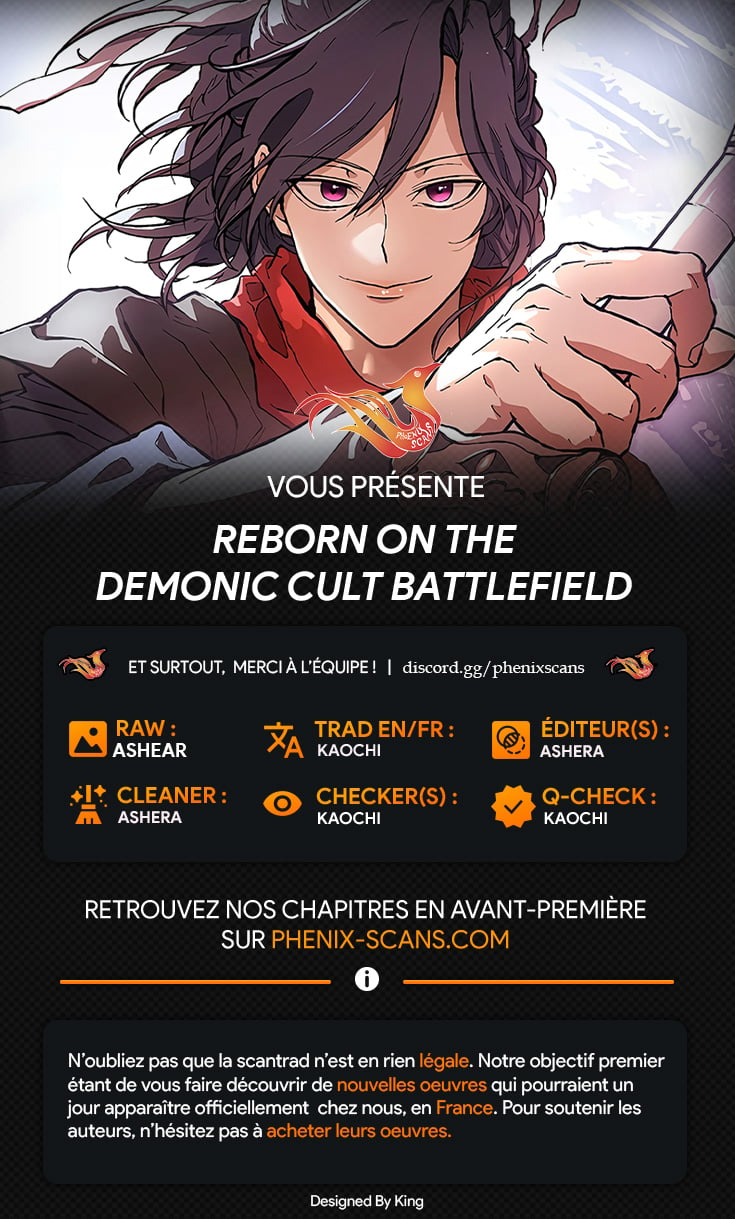 PHENIX
SCANS
VOUS PRÉSENTE
REBORN ON THE
DEMONIC CULT BATTLEFIELD
ET SURTOUT, MERCI À L'ÉQUIPE ! | discord.gg/phenixscans
RAW :
ASHEAR
TRAD EN/FR :
KAOCHI
ÉDITEUR(S) :
ASHERA
CLEANER :
ASHERA
CHECKER(S) :
KAOCHI
Q-CHECK :
KAOCHI
RETROUVEZ NOS CHAPITRES EN AVANT-PREMIÈRE
SUR PHENIX-SCANS.COM
N'oubliez pas que la scantrad n'est en rien légale. Notre objectif premier
étant de vous faire découvrir de nouvelles oeuvres qui pourraient un
jour apparaître officiellement chez nous, en France. Pour soutenir les
auteurs, n'hésitez pas à acheter leurs oeuvres.
Designed By King